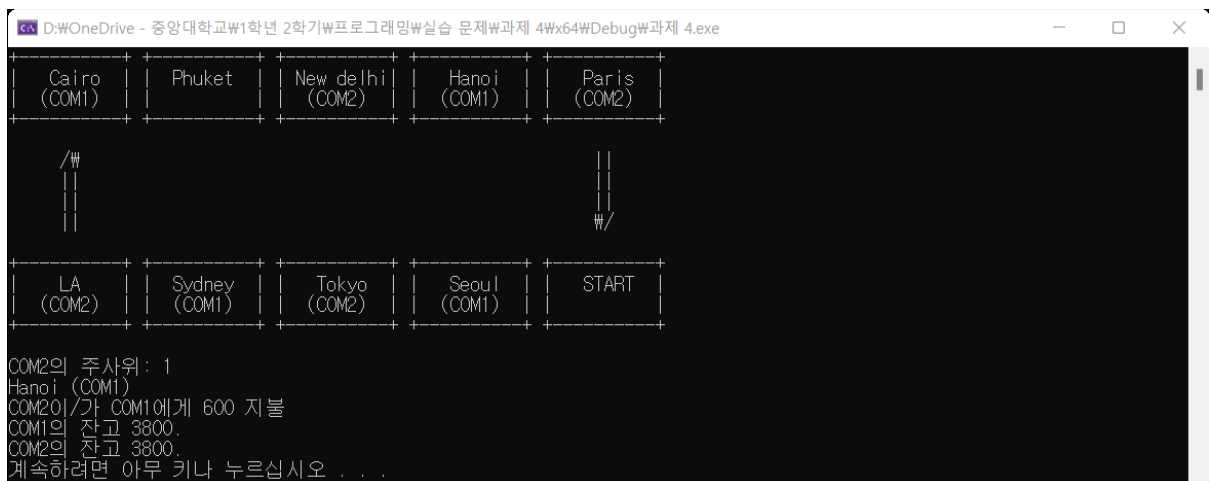 D:₩OneDrive - 중앙대학교₩1학년 2학기₩프로그래밍₩실습 문제₩과제 4₩x64₩Debug₩과제 4.exe
+----------+ +----------+ +----------+ +----------+ +----------+
| Cairo | | Phuket | | New delhi| | Hanoi | | Paris |
| (COM1) | | | | (COM2) | | (COM1) | | (COM2) |
+----------+ +----------+ +----------+ +----------+ +----------+
/₩ ||
|| ||
|| ||
|| ₩/
+----------+ +----------+ +----------+ +----------+ +----------+
| LA | | Sydney | | Tokyo | | Seoul | | START |
| (COM2) | | (COM1) | | (COM2) | | (COM1) | | |
+----------+ +----------+ +----------+ +----------+ +----------+
COM2의 주사위: 1
Hanoi (COM1)
COM2이/가 COM1에게 600 지불
COM1의 잔고 3800.
COM2의 잔고 3800.
계속하려면 아무 키나 누르십시오 . . .